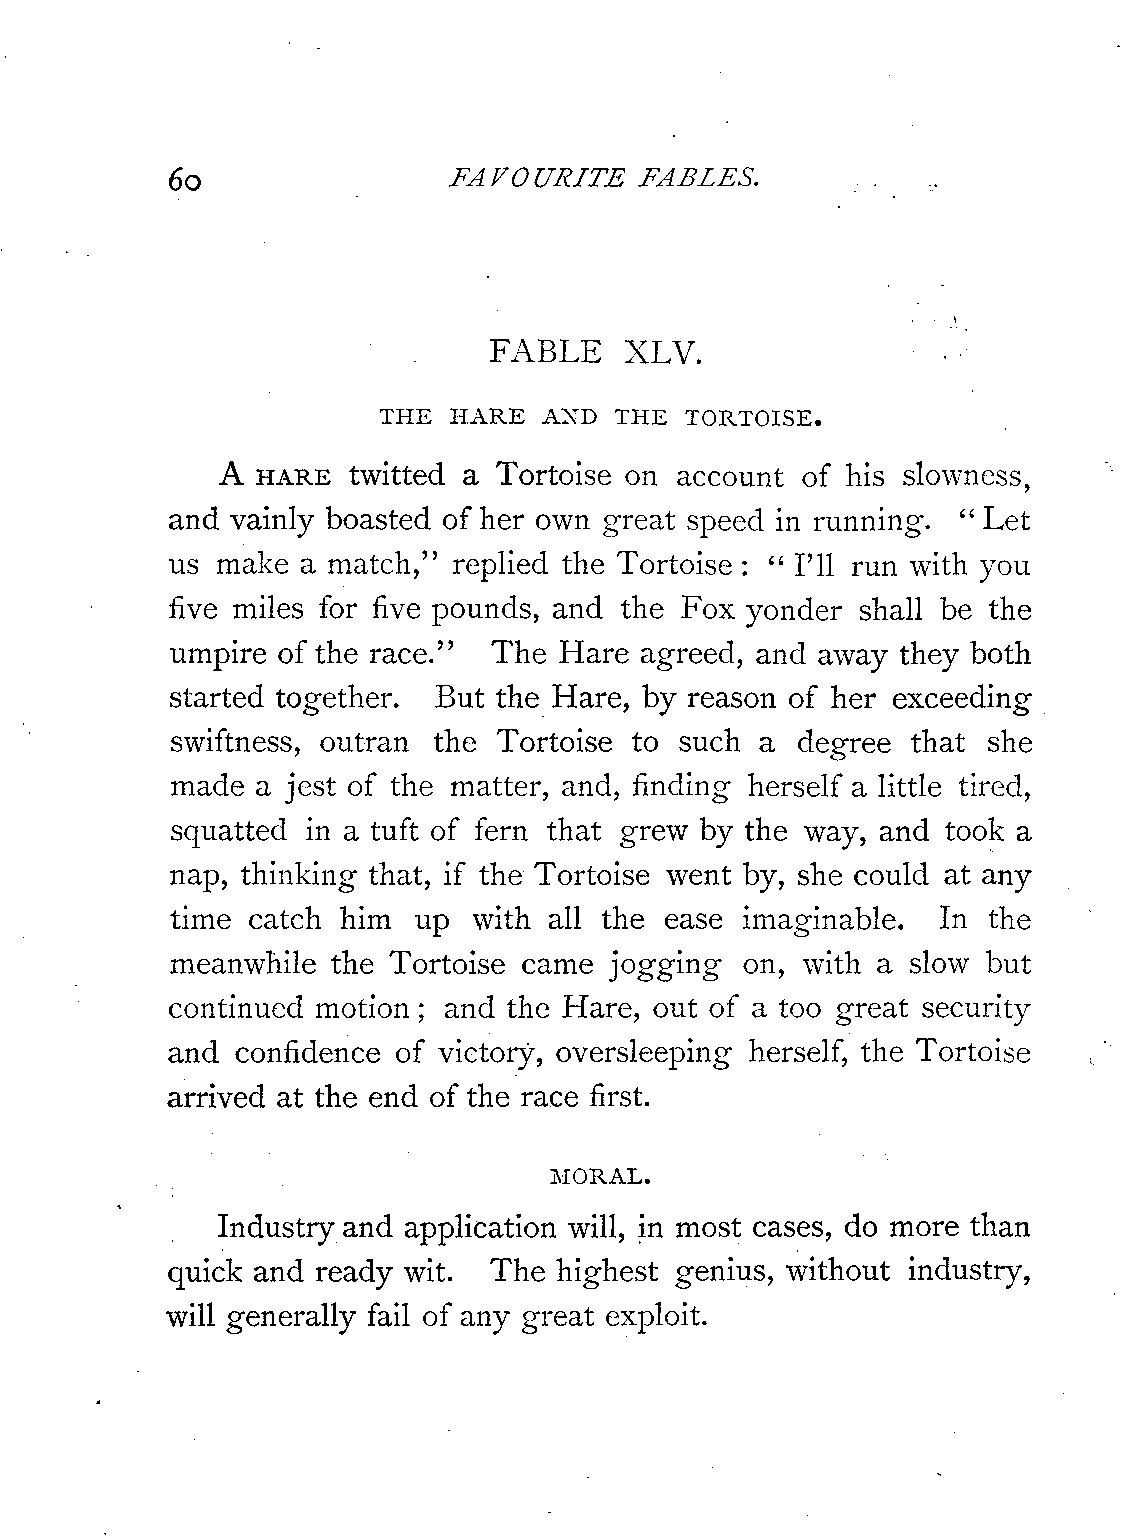 60 FAVOURITE FABLES.
FABLE XLV.
THE HARE AND THE TORTOISE.
A HARE twitted a Tortoise on account of his slowness,
and vainly boasted of her own great speed in running. “Let
us make a match,” replied the Tortoise: “I’ll run with you
five miles for five pounds, and the Fox yonder shall be the
umpire of the race.” The Hare agreed, and away they both
started together. But the Hare, by reason of her exceeding
swiftness, outran the Tortoise to such a degree that she
made a jest of the matter, and, finding herself a little tired,
squatted in a tuft of fern that grew by the way, and took a
nap, thinking that, if the Tortoise went by, she could at any
time catch him up with all the ease imaginable. In the
meanwhile the Tortoise came jogging on, with a slow but
continued motion; and the Hare, out of a too great security
and confidence of victory, oversleeping herself, the Tortoise
arrived at the end of the race first.
MORAL.
Industry and application will, in most cases, do more than
quick and ready wit. The highest genius, without industry,
will generally fail of any great exploit.